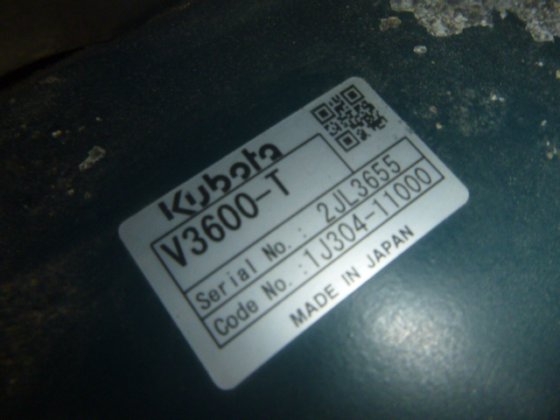 Kubota
V3600-T
Serial No.: 2JL3655
Code No.:1J304-11000
MADE IN JAPAN